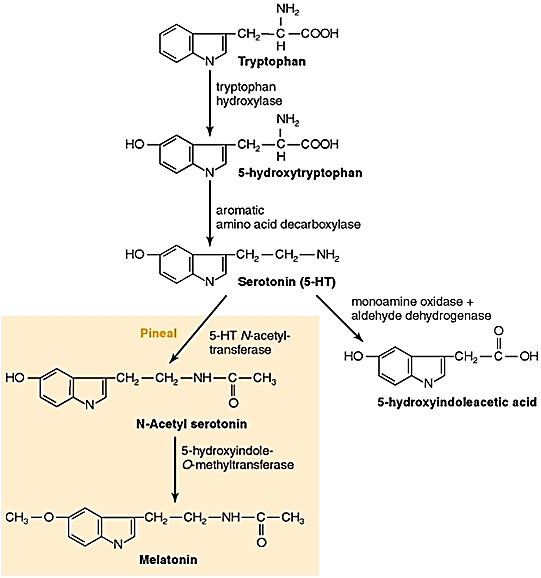 NH₂
CH₂—C—COOH
H
N
Tryptophan
tryptophan
hydroxylase
NH₂
HO
CH₂—C—COOH
H
N
5-hydroxytryptophan
aromatic
amino acid decarboxylase
HO
CH₂—CH₂—NH₂
N
Serotonin (5-HT)
monoamine oxidase +
aldehyde dehydrogenase
Pineal
5-HT N-acetyl-
transferase
O
HO
CH₂—C—OH
N
5-hydroxyindoleacetic acid
HO
CH₂—CH₂—NH—C—CH₃
O
N
N-Acetyl serotonin
5-hydroxyindole-
O-methyltransferase
CH₃—O
CH₂—CH₂—NH—C—CH₃
O
N
Melatonin